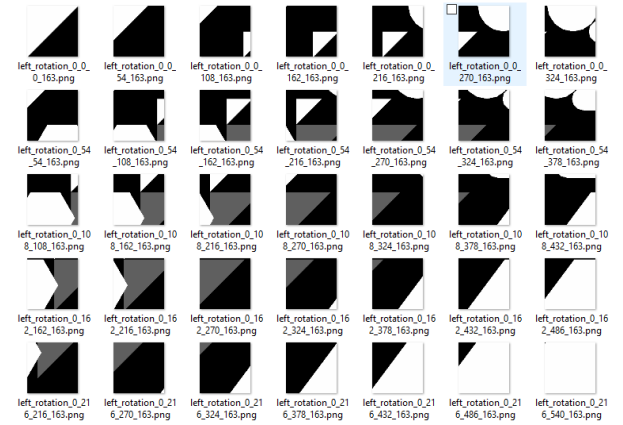 left_rotation_0_0_ left_rotation_0_0_ left_rotation_0_0_ left_rotation_0_0_ left_rotation_0_0_ left_rotation_0_0_ left_rotation_0_0_
0_163.png 54_163.png 108_163.png 162_163.png 216_163.png 270_163.png 324_163.png
left_rotation_0_54 left_rotation_0_54 left_rotation_0_54 left_rotation_0_54 left_rotation_0_54 left_rotation_0_54 left_rotation_0_54
_54_163.png _108_163.png _162_163.png _216_163.png _270_163.png _324_163.png _378_163.png
left_rotation_0_10 left_rotation_0_10 left_rotation_0_10 left_rotation_0_10 left_rotation_0_10 left_rotation_0_10 left_rotation_0_10
8_108_163.png 8_162_163.png 8_216_163.png 8_270_163.png 8_324_163.png 8_378_163.png 8_432_163.png
left_rotation_0_16 left_rotation_0_16 left_rotation_0_16 left_rotation_0_16 left_rotation_0_16 left_rotation_0_16 left_rotation_0_16
2_162_163.png 2_216_163.png 2_270_163.png 2_324_163.png 2_378_163.png 2_432_163.png 2_486_163.png
left_rotation_0_21 left_rotation_0_21 left_rotation_0_21 left_rotation_0_21 left_rotation_0_21 left_rotation_0_21 left_rotation_0_21
6_216_163.png 6_270_163.png 6_324_163.png 6_378_163.png 6_432_163.png 6_486_163.png 6_540_163.png